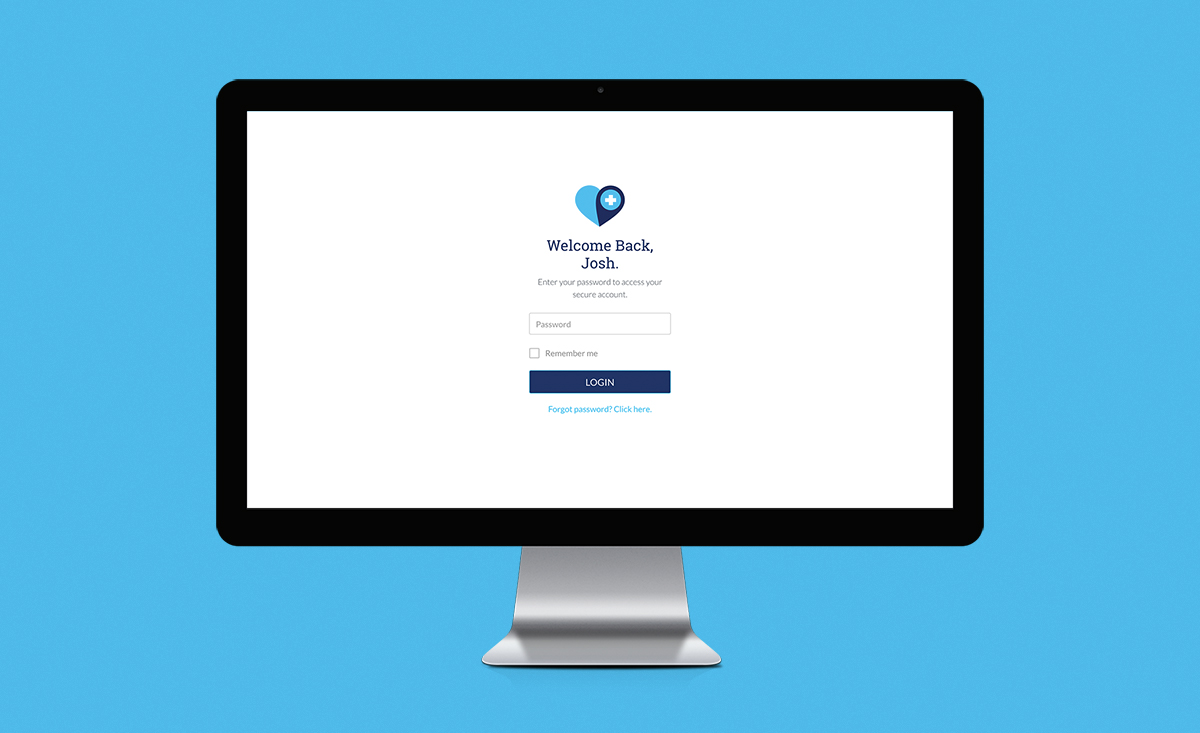 Welcome Back,
Josh.
Enter your password to access your
secure account.
Password
Remember me
LOGIN
Forgot password? Click here.